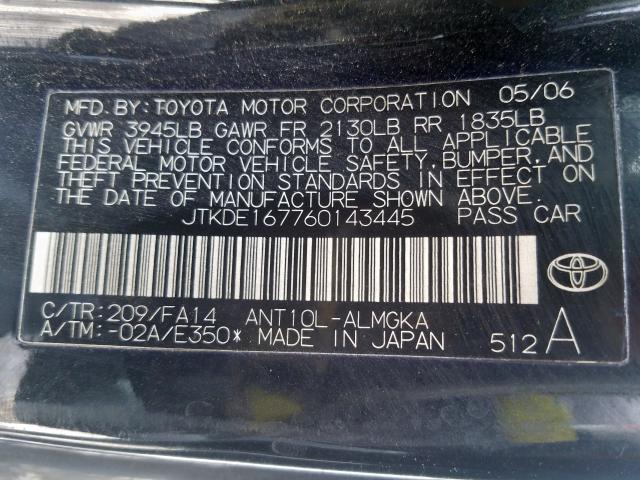 MFD.BY:TOYOTA MOTOR CORPORATION 05/06
GVWR 3945LB GAWR FR 2130LB RR 1835LB
THIS VEHICLE CONFORMS TO ALL APPLICABLE
FEDERAL MOTOR VEHICLE SAFETY,BUMPER,AND
THEFT PREVENTION STANDARDS IN EFFECT ON
THE DATE OF MANUFACTURE SHOWN ABOVE.
JTKDE167760143445 PASS CAR
C/TR:209/FA14 ANT10L-ALMGKA
A/TM:-02A/E350* MADE IN JAPAN 512 A